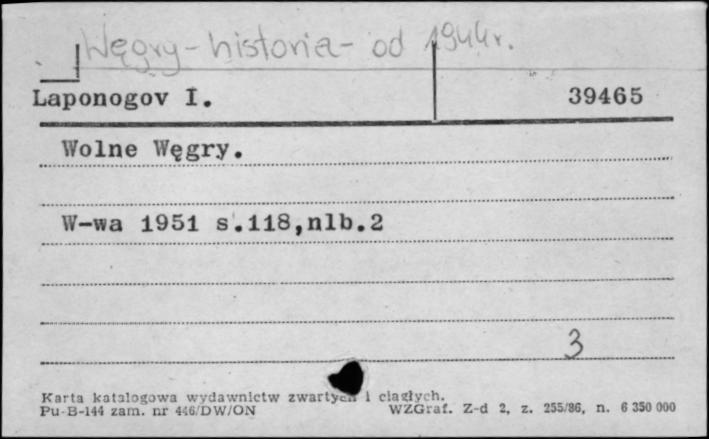 Węgry - historia - od 1944r.
Laponogov I. 39465
Wolne Węgry.
W-wa 1951 s.118,nlb.2
3
Karta katalogowa wydawnictw zwartych i ciągłych.
Pu-B-144 zam. nr 446/DW/ON WZGraf. Z-d 2, z. 255/86, n. 6 350 000